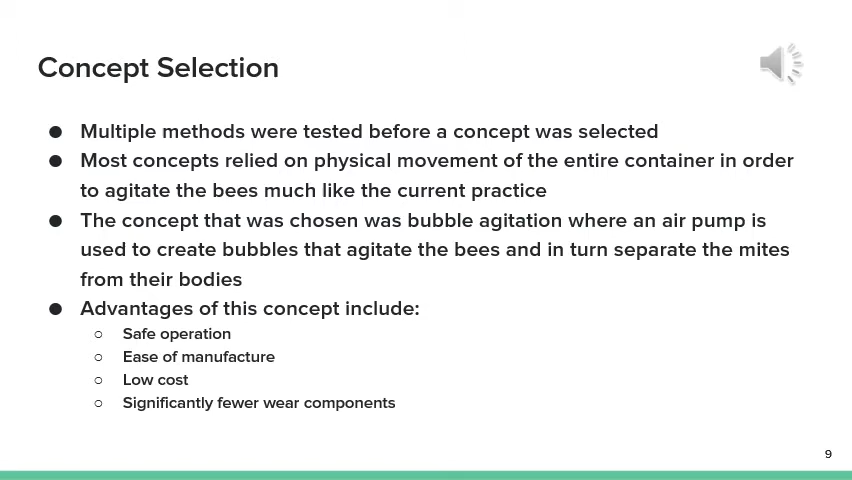 Concept Selection
● Multiple methods were tested before a concept was selected
● Most concepts relied on physical movement of the entire container in order
to agitate the bees much like the current practice
● The concept that was chosen was bubble agitation where an air pump is
used to create bubbles that agitate the bees and in turn separate the mites
from their bodies
● Advantages of this concept include:
○ Safe operation
○ Ease of manufacture
○ Low cost
○ Significantly fewer wear components
9